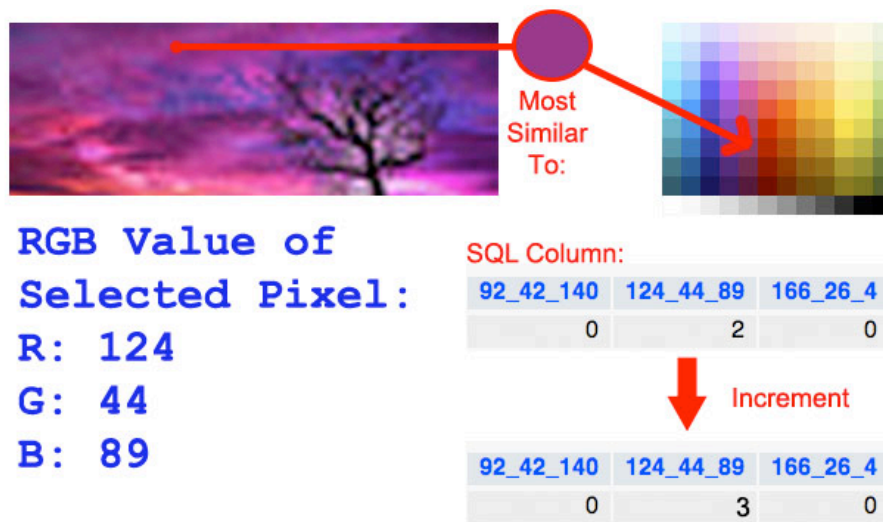 Most
Similar
To:
RGB Value of
Selected Pixel:
R: 124
G: 44
B: 89
SQL Column:
92_42_140 124_44_89 166_26_4
0 2 0
Increment
92_42_140 124_44_89 166_26_4
0 3 0